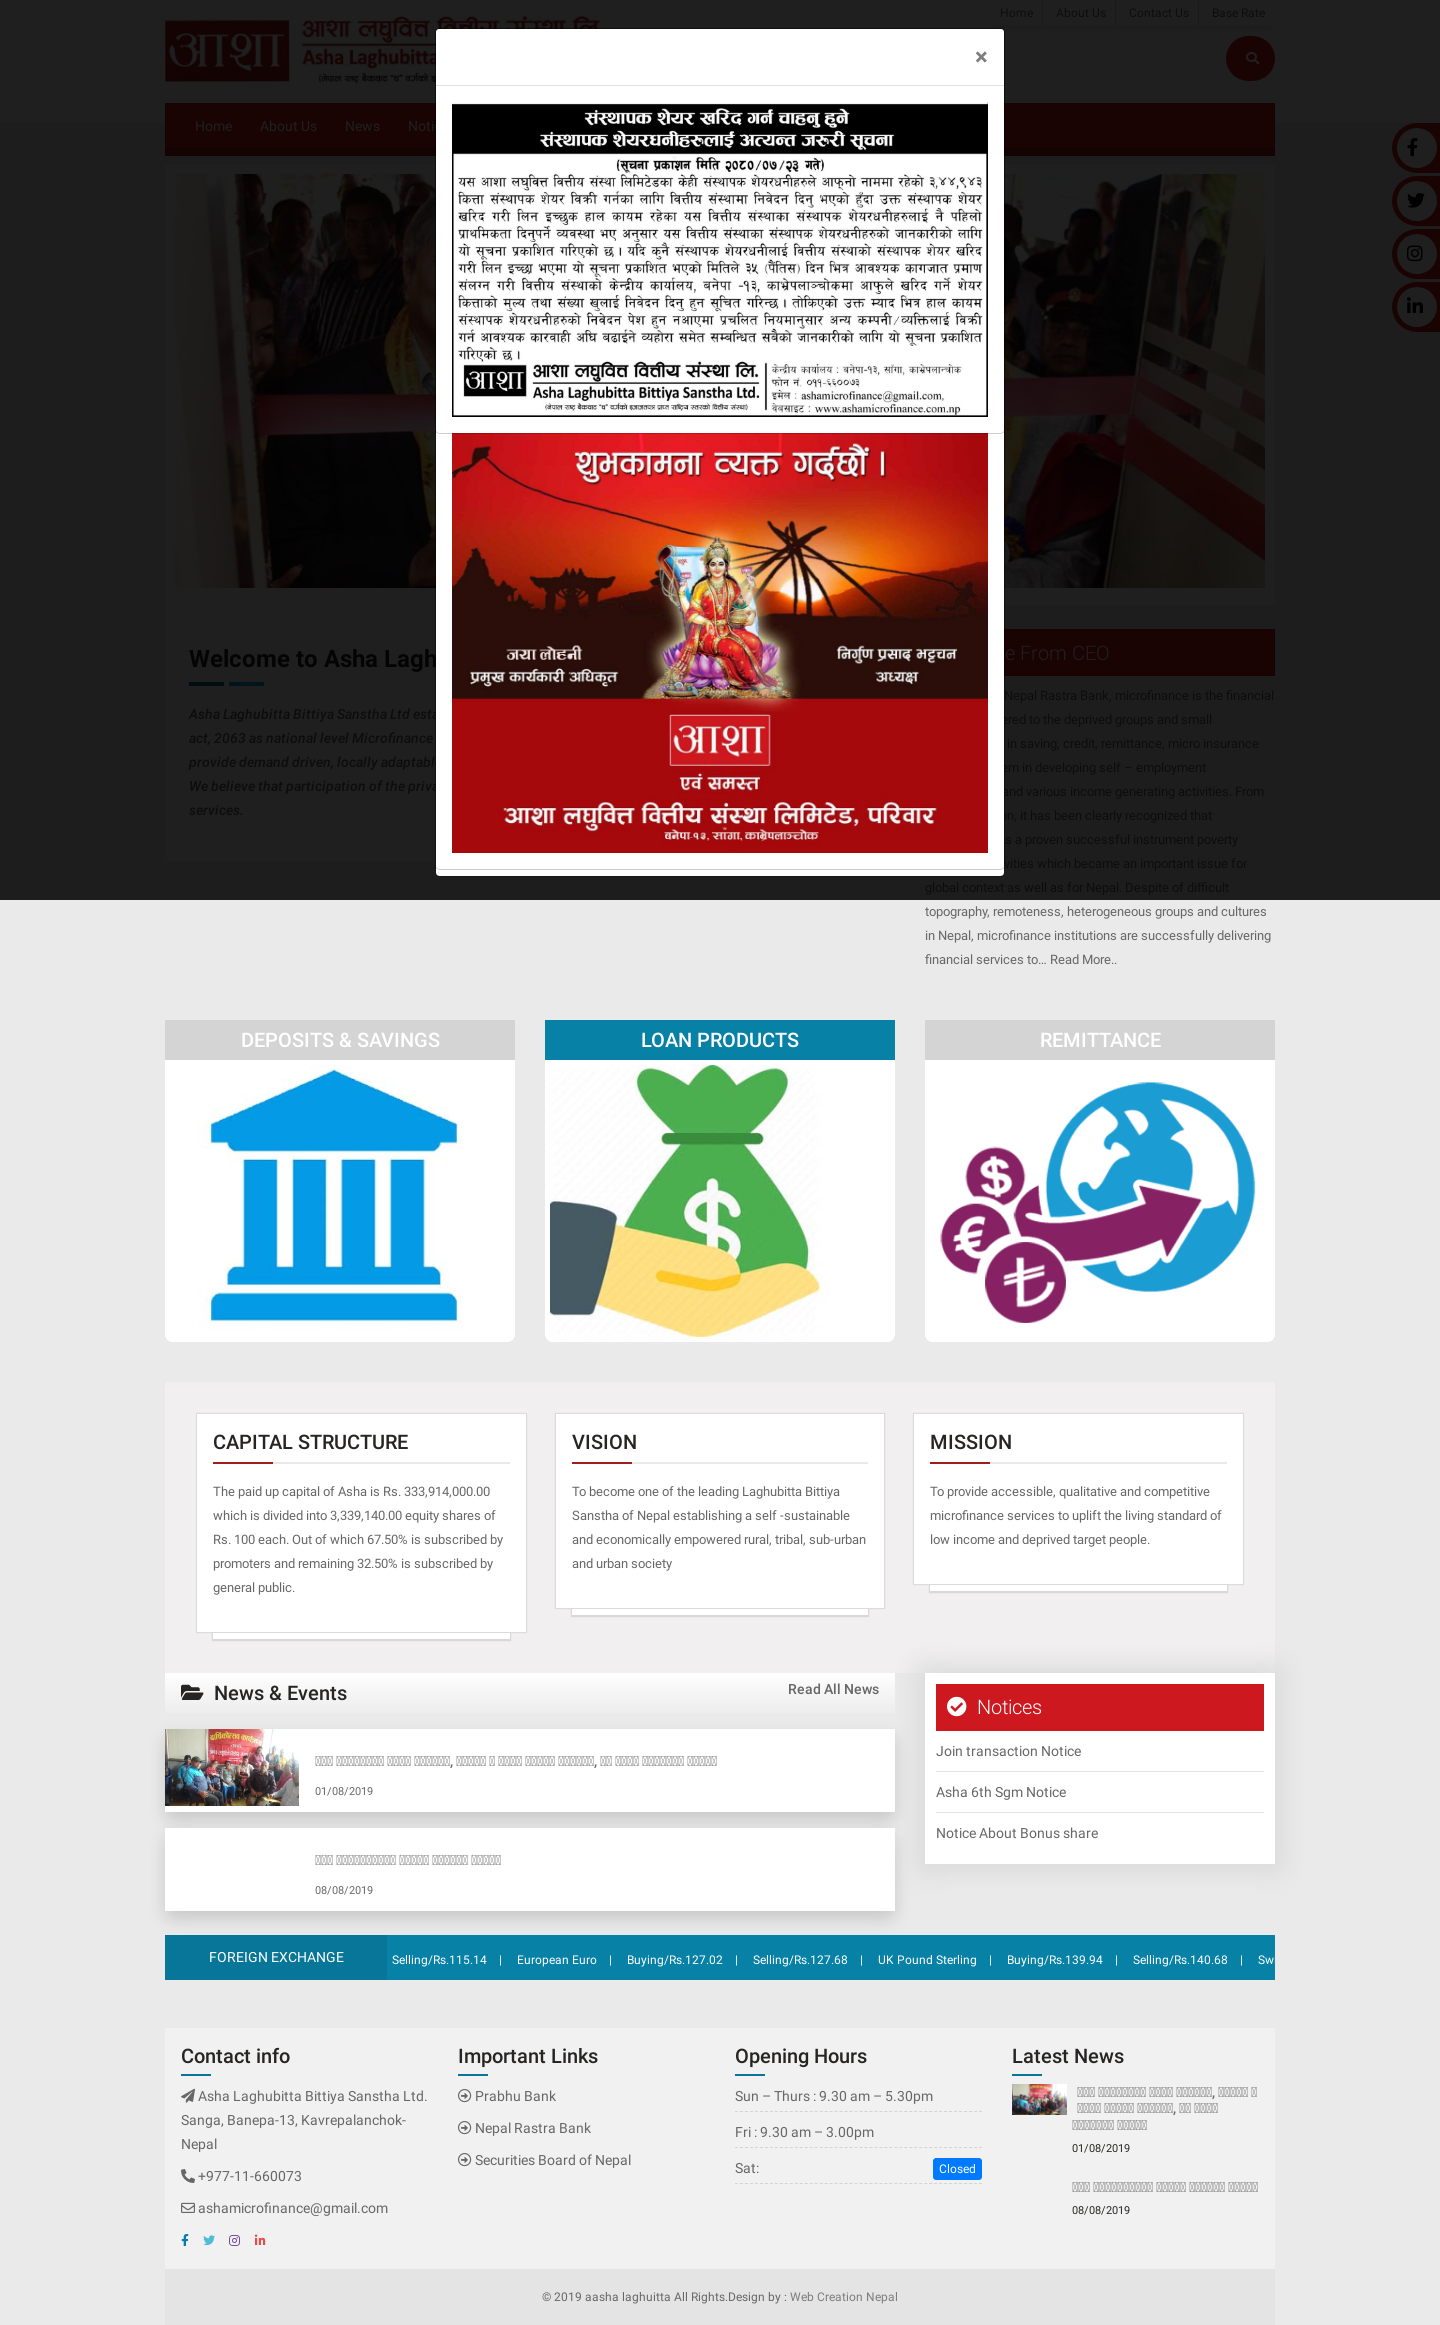 Home About Us Contact Us Base Rate
आशा
आशा लघुवित्त वित्तीय संस्था लि.
Asha Laghubitta
Home About Us News
×
संस्थापक शेयर खरिद गर्न चाहनु हुने
संस्थापक शेयरधनीहरुलाई अत्यन्त जरुरी सूचना
(सूचना प्रकाशन मिति २०८०/०७/२३ गते)
यस आशा लघुवित्त वित्तीय संस्था लिमिटेडका केही संस्थापक शेयरधनीहरुले आफ्नो नाममा रहेको ३,४४,९४३
कित्ता संस्थापक शेयर विक्री गर्नका लागि वित्तीय संस्थामा निवेदन दिनु भएको हुँदा उक्त संस्थापक शेयर
खरिद गरी लिन इच्छुक हाल कायम रहेका यस वित्तीय संस्थाका संस्थापक शेयरधनीहरुलाई नै पहिलो
प्राथमिकता दिनुपर्ने व्यवस्था भए अनुसार यस वित्तीय संस्थाका संस्थापक शेयरधनीहरुको जानकारीको लागि
यो सूचना प्रकाशित गरिएको छ । यदि कुनै संस्थापक शेयरधनीलाई वित्तीय संस्थाको संस्थापक शेयर खरिद
गरी लिन इच्छा भएमा यो सूचना प्रकाशित भएको मितिले ३५ (पैंतिस) दिन भित्र आवश्यक कागजात प्रमाण
संलग्न गरी वित्तीय संस्थाको केन्द्रीय कार्यालय, बनेपा -१३, काभ्रेपलाञ्चोकमा आफुले खरिद गर्ने शेयर
कित्ताको मुल्य तथा संख्या खुलाई निवेदन दिनु हुन सूचित गरिन्छ । तोकिएको उक्त म्याद भित्र हाल कायम
संस्थापक शेयरधनीहरुको निवेदन पेश हुन नआएमा प्रचलित नियमानुसार अन्य कम्पनी/व्यक्तिलाई विक्री
गर्न आवश्यक कारवाही अघि बढाईने व्यहोरा समेत सम्बन्धित सबैको जानकारीको लागि यो सूचना प्रकाशित
गरिएको छ ।
आशा
आशा लघुवित्त वित्तीय संस्था लि.
Asha Laghubitta Bittiya Sanstha Ltd.
केन्द्रीय कार्यालय : बनेपा-१३, सांगा, काभ्रेपलान्चोक
फोन नं. ०११-६६००७३
इमेल : ashamicrofinance@gmail.com,
वेबसाइट : www.ashamicrofinance.com.np
शुभकामना व्यक्त गर्दछौं ।
जया लोहनी
प्रमुख कार्यकारी अधिकृत
निर्गुण प्रसाद भट्टचन
अध्यक्ष
आशा
एवं समस्त
आशा लघुवित्त वित्तीय संस्था लिमिटेड, परिवार
बनेपा-१३, सांगा, काभ्रेपलाञ्चोक
Welcome to Asha Lagh
Asha Laghubitta Bittiya Sanstha Ltd
act, 2063 as national level Microfinance
provide demand driven, locally
We believe that participation of the
services.
From CEO
Nepal Rastra Bank, microfinance is the financial
to the deprived groups and small
in saving, credit, remittance, micro insurance
in developing self – employment
and various income generating activities. From
it has been clearly recognized that
a proven successful instrument poverty
which became an important issue for
global context as well as for Nepal. Despite of difficult
topography, remoteness, heterogeneous groups and cultures
in Nepal, microfinance institutions are successfully delivering
financial services to... Read More..
DEPOSITS & SAVINGS
LOAN PRODUCTS
REMITTANCE
CAPITAL STRUCTURE
The paid up capital of Asha is Rs. 333,914,000.00
which is divided into 3,339,140.00 equity shares of
Rs. 100 each. Out of which 67.50% is subscribed by
promoters and remaining 32.50% is subscribed by
general public.
VISION
To become one of the leading Laghubitta Bittiya
Sanstha of Nepal establishing a self -sustainable
and economically empowered rural, tribal, sub-urban
and urban society
MISSION
To provide accessible, qualitative and competitive
microfinance services to uplift the living standard of
low income and deprived target people.
News & Events Read All News
01/08/2019
08/08/2019
Notices
Join transaction Notice
Asha 6th Sgm Notice
Notice About Bonus share
FOREIGN EXCHANGE Selling/Rs.115.14 | European Euro | Buying/Rs.127.02 | Selling/Rs.127.68 | UK Pound Sterling | Buying/Rs.139.94 | Selling/Rs.140.68 | Sw
Contact info
Asha Laghubitta Bittiya Sanstha Ltd.
Sanga, Banepa-13, Kavrepalanchok-
Nepal
+977-11-660073
ashamicrofinance@gmail.com
Important Links
Prabhu Bank
Nepal Rastra Bank
Securities Board of Nepal
Opening Hours
Sun – Thurs : 9.30 am – 5.30pm
Fri : 9.30 am – 3.00pm
Sat: Closed
Latest News
01/08/2019
08/08/2019
© 2019 aasha laghuitta All Rights.Design by : Web Creation Nepal